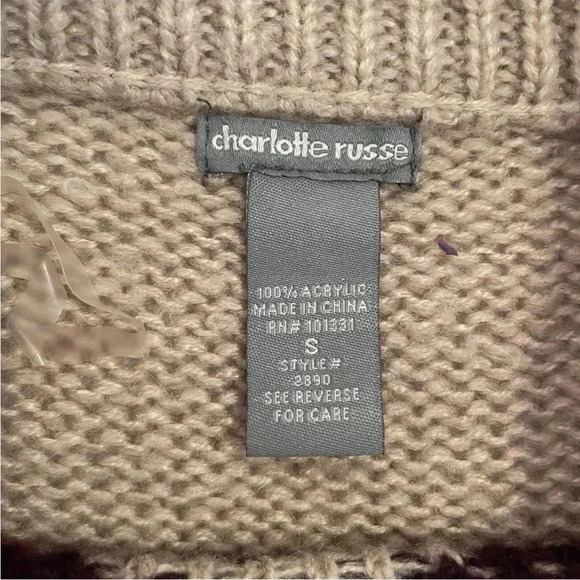 charlotte russe
100% ACRYLIC
MADE IN CHINA
RN# 101331
S
STYLE#
2890
SEE REVERSE
FOR CARE